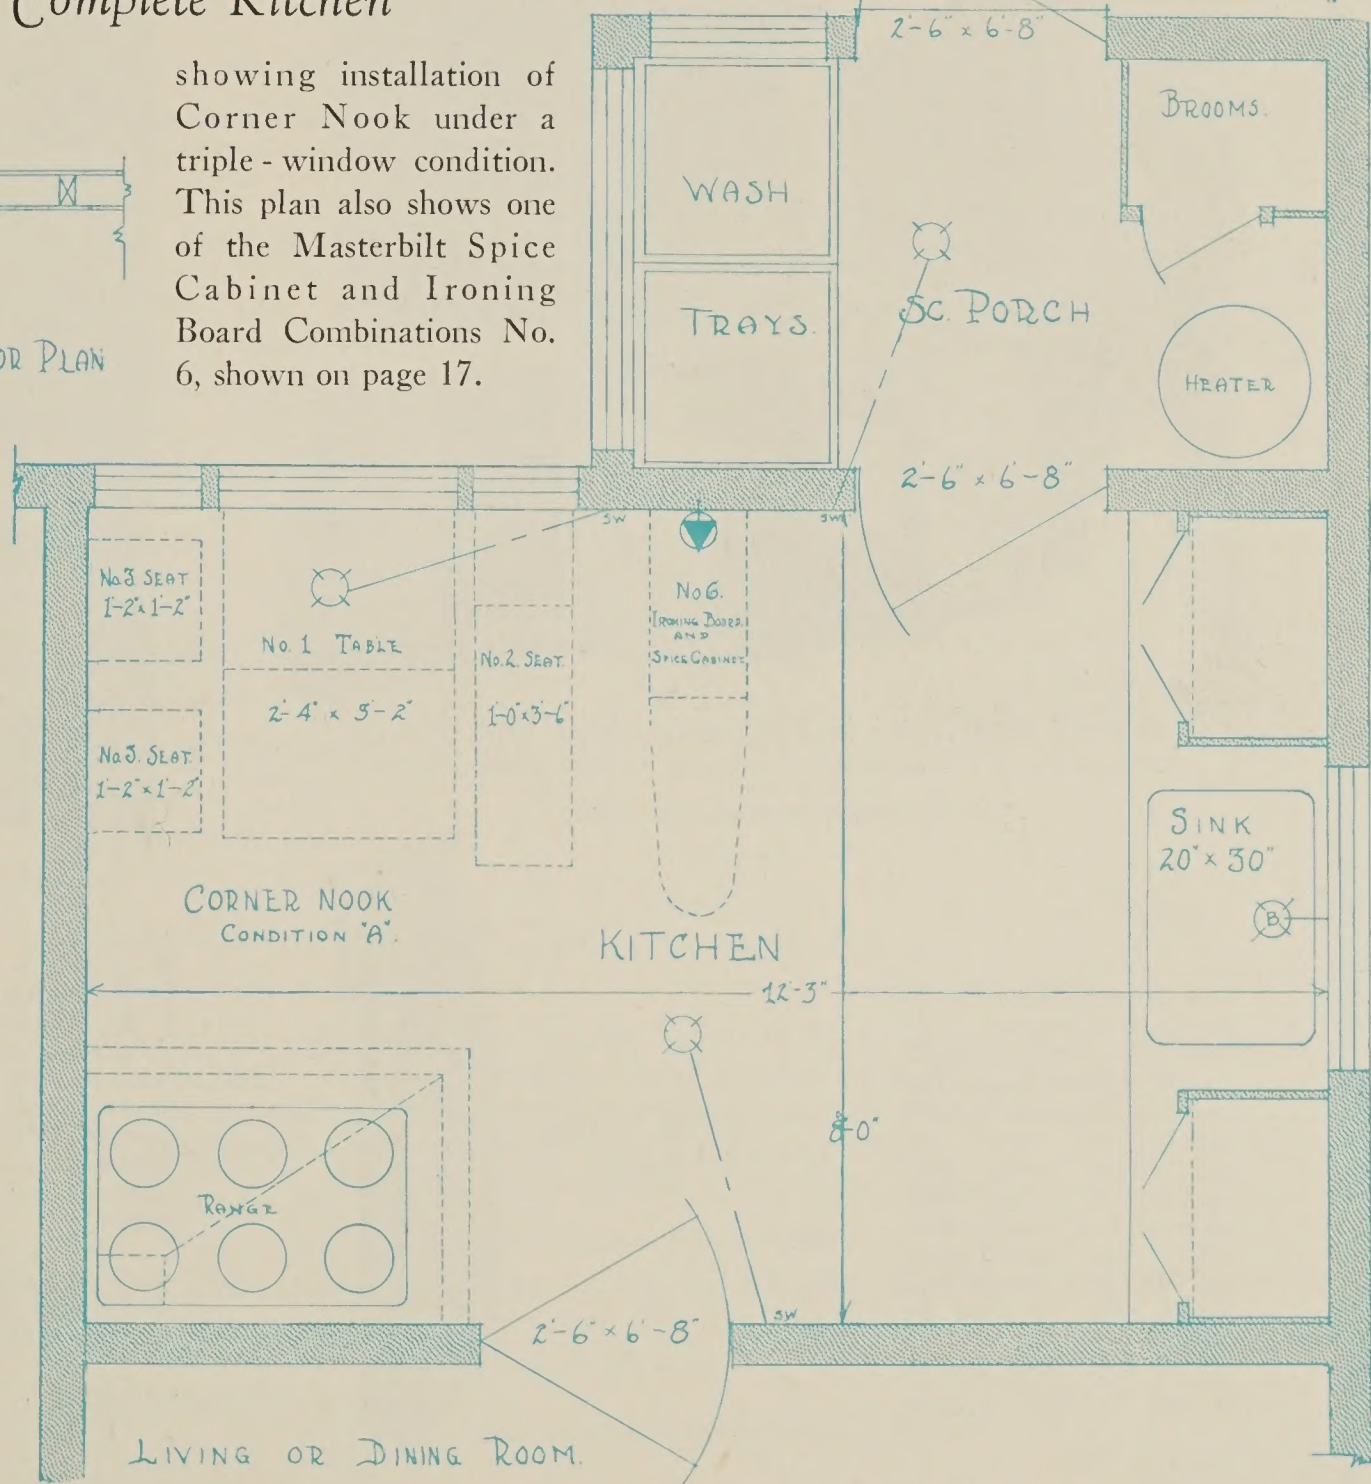 Complete Kitchen
showing installation of
Corner Nook under a
triple - window condition.
This plan also shows one
of the Masterbilt Spice
Cabinet and Ironing
Board Combinations No.
6, shown on page 17.
PLAN
2'-6" x 6'-8"
BROOMS.
WASH
TRAYS.
SC. PORCH
HEATER
2'-6" x 6'-8"
SW
SW
No 3 SEAT
1'-2" x 1'-2"
No. 1 TABLE
2'-4" x 3'-2"
No. 2. SEAT.
1'-0" x 3'-6"
No 6.
IRONING BOARD
AND
SPICE CABINET
No 3. SEAT.
1'-2" x 1'-2"
SINK
20" x 30"
B
CORNER NOOK
CONDITION "A".
KITCHEN
12'-3"
8'-0"
RANGE
SW
2'-6" x 6'-8"
LIVING OR DINING ROOM.